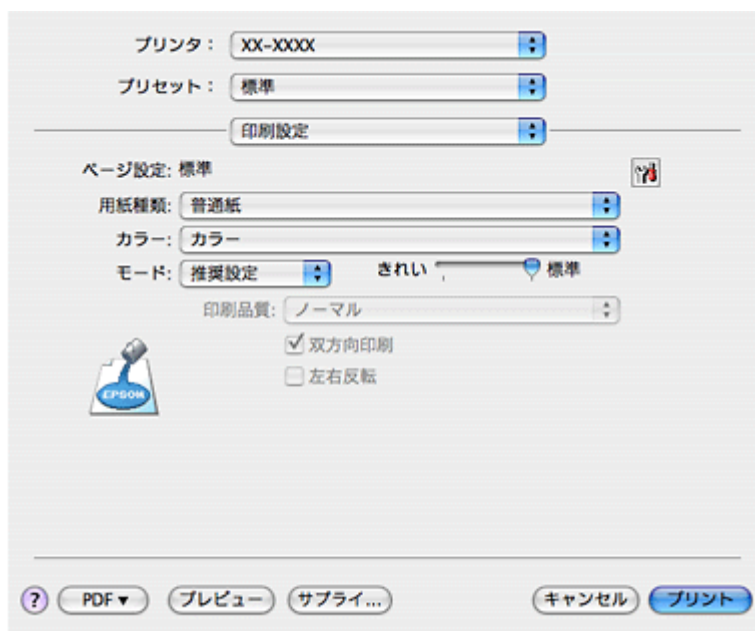 プリンタ： XX-XXXX
プリセット： 標準
印刷設定
ページ設定: 標準
用紙種類: 普通紙
カラー: カラー
モード: 推奨設定 きれい 標準
印刷品質: ノーマル
双方向印刷
左右反転
EPSON
? PDF▼ プレビュー サプライ... キャンセル プリント